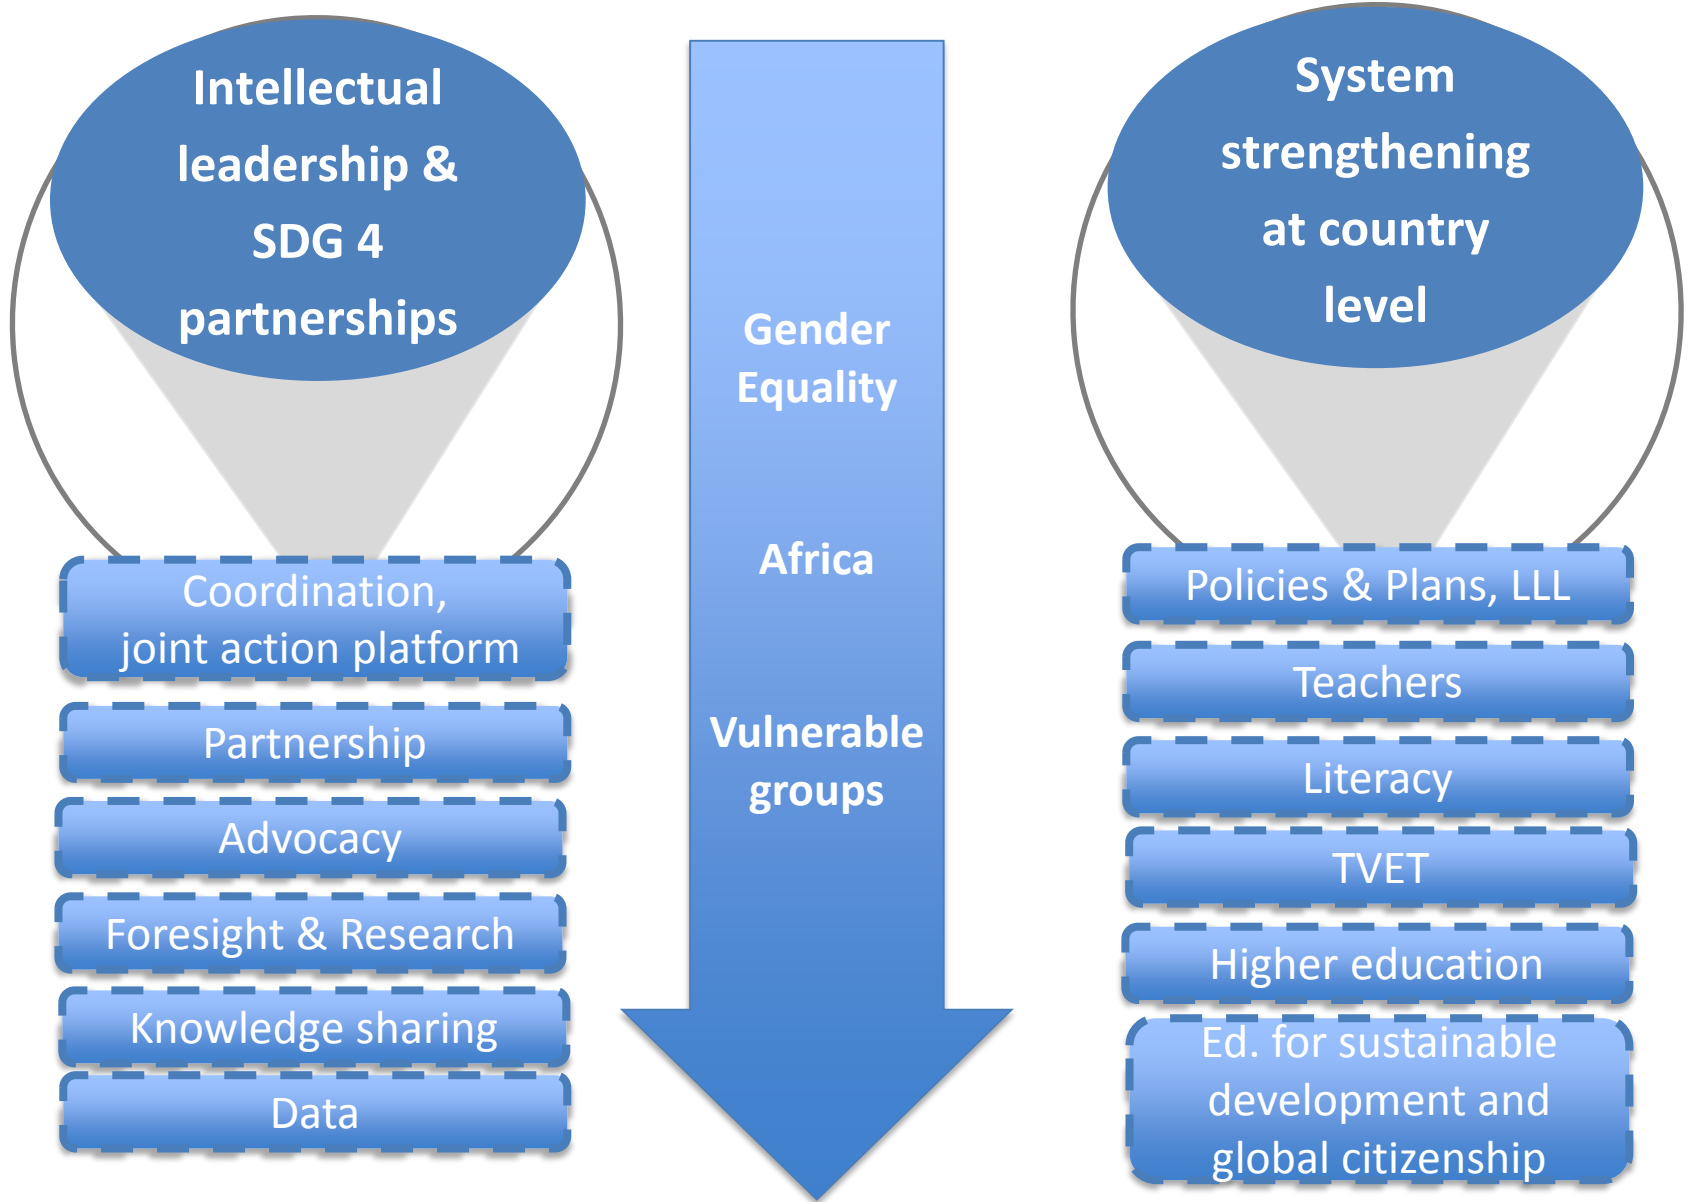 Intellectual
leadership &
SDG 4
partnerships
Coordination,
joint action platform
Partnership
Advocacy
Foresight & Research
Knowledge sharing
Data
Gender
Equality
Africa
Vulnerable
groups
System
strengthening
at country
level
Policies & Plans, LLL
Teachers
Literacy
TVET
Higher education
Ed. for sustainable
development and
global citizenship